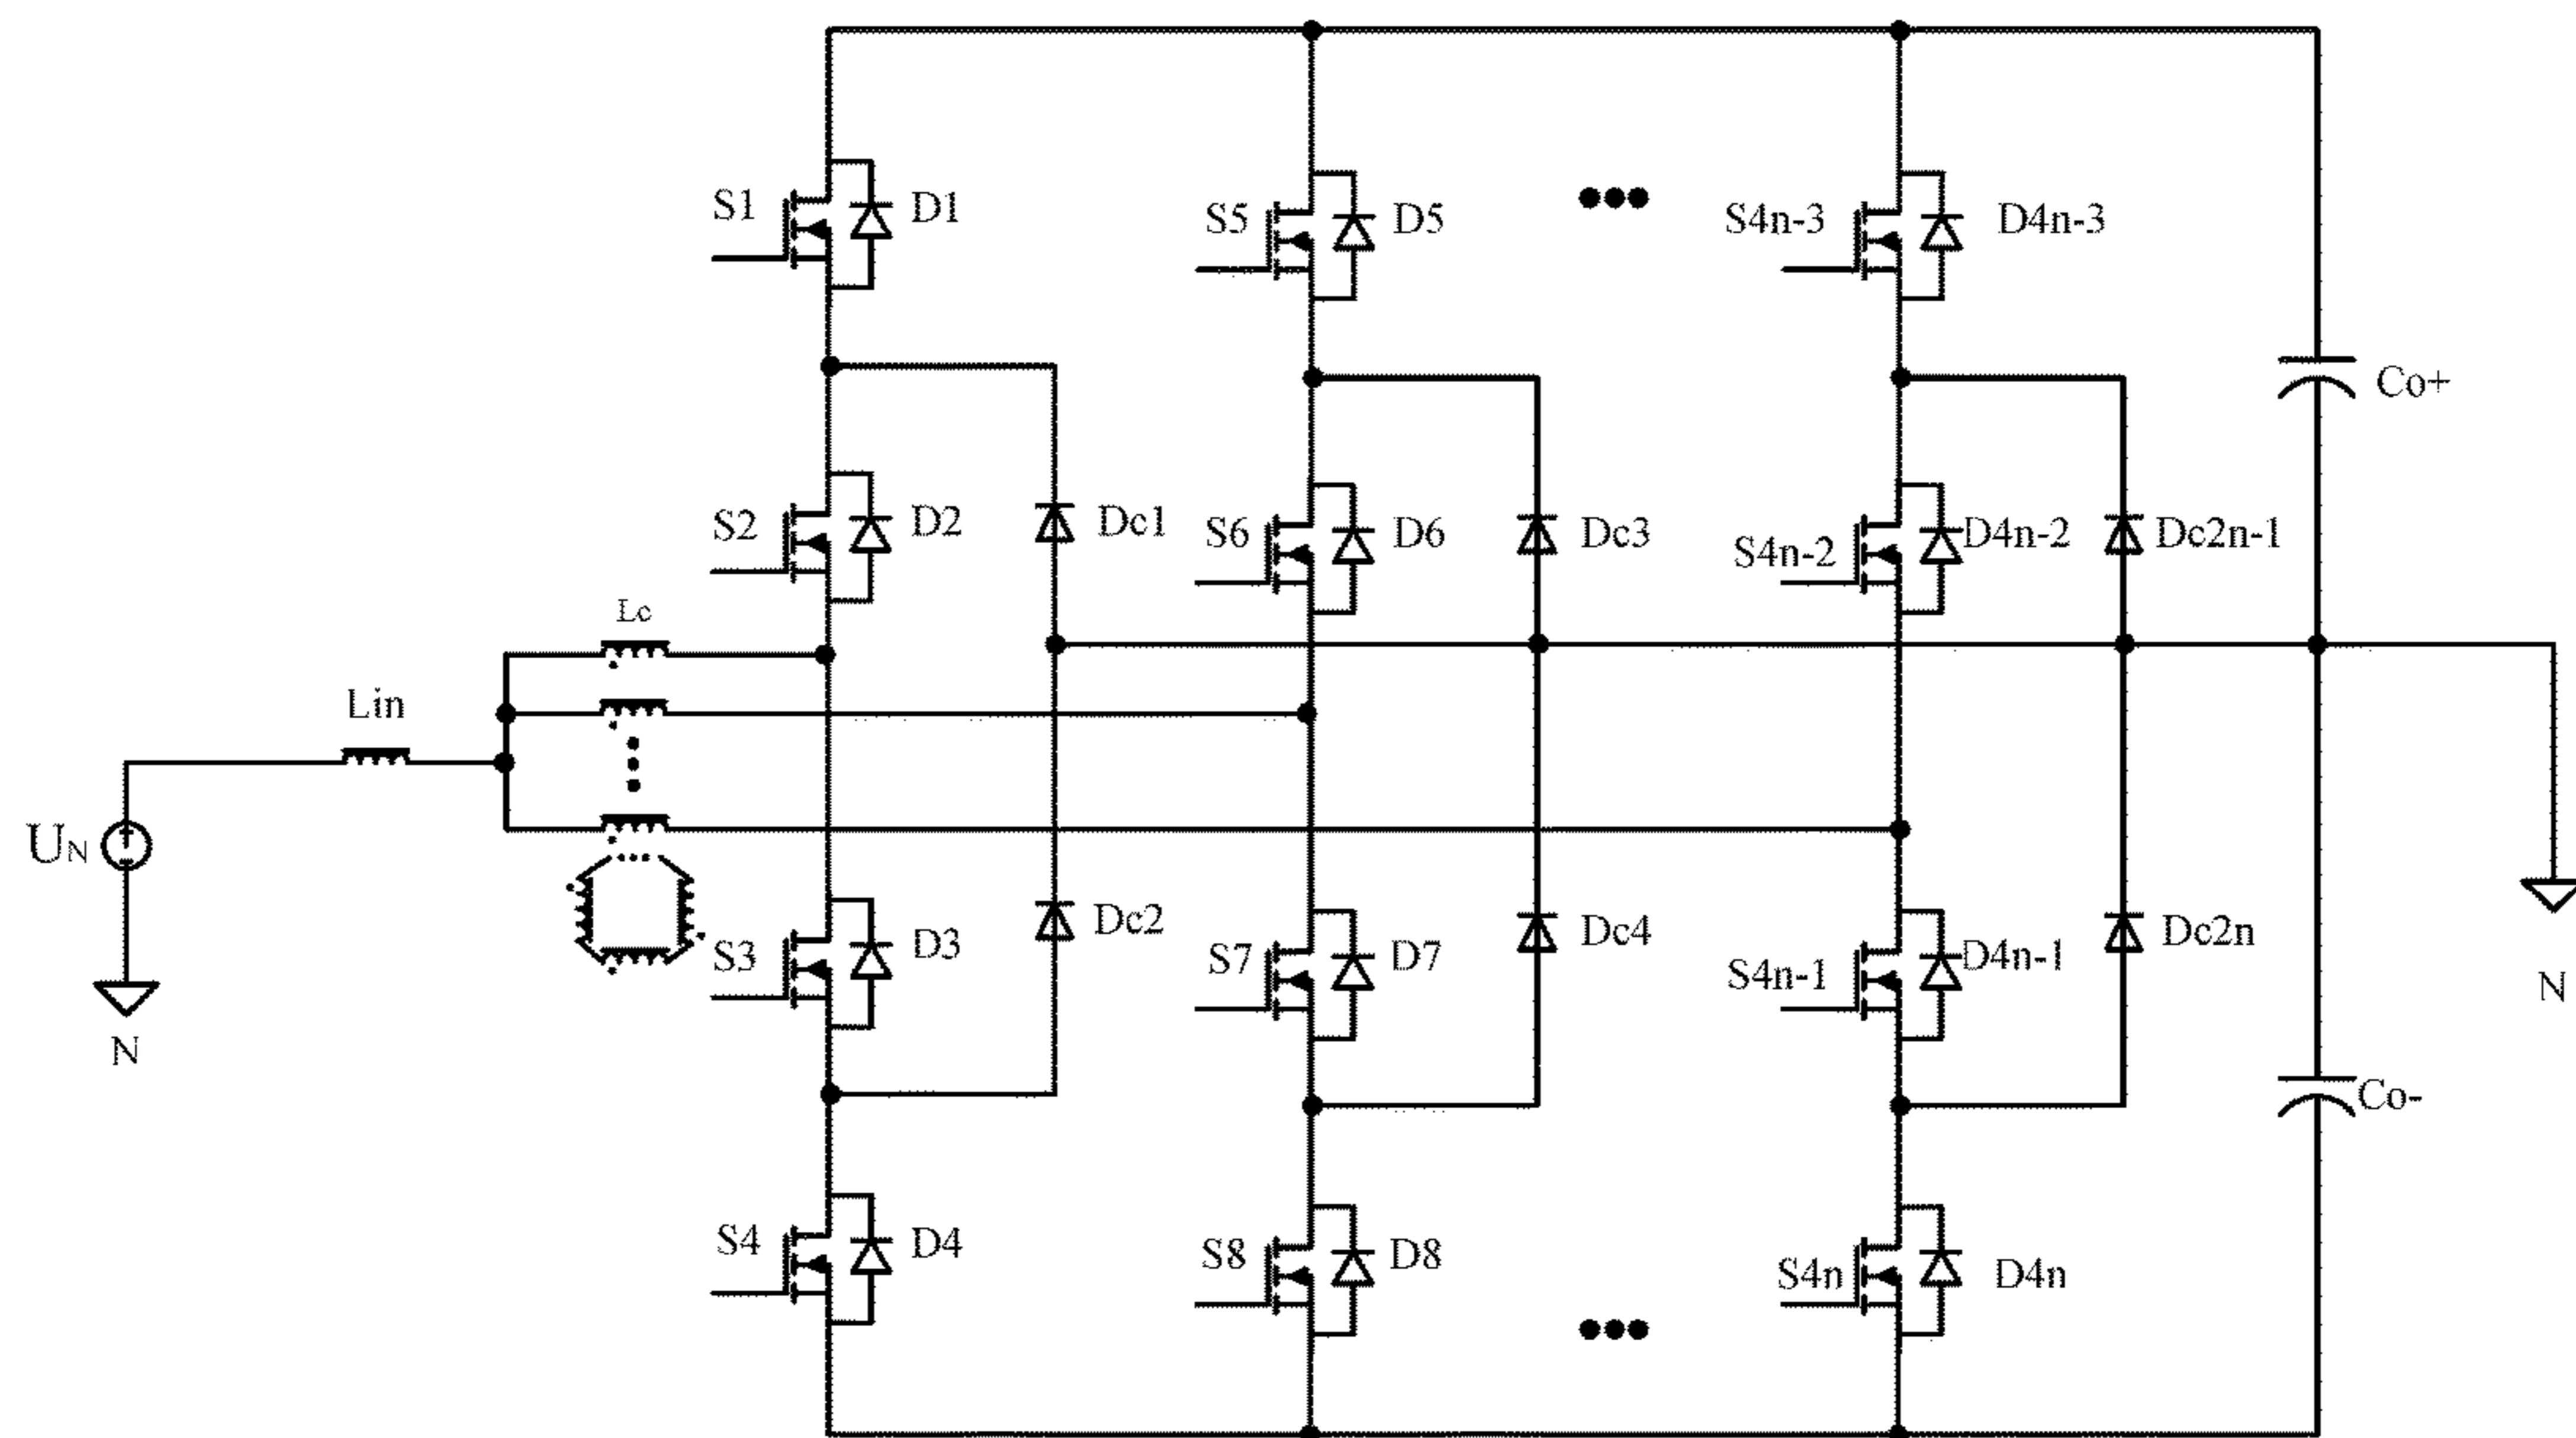 S1
D1
S5
D5
S4n-3
D4n-3
Co+
S2
D2
Dc1
S6
D6
Dc3
S4n-2
D4n-2
Dc2n-1
Lc
Lin
UN
N
S3
D3
Dc2
S7
D7
Dc4
S4n-1
D4n-1
Dc2n
N
Co-
S4
D4
S8
D8
S4n
D4n